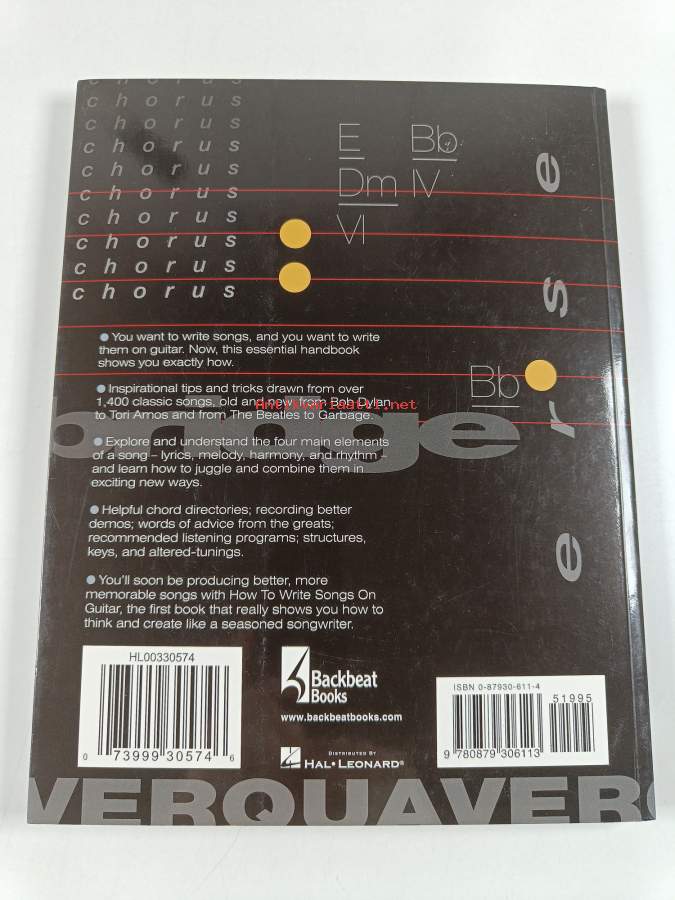 chorus
chorus
chorus
chorus
chorus
chorus
chorus
chorus
chorus
chorus
E Bb
Dm IV
VI
Bb
e
s
r
e
bridge
● You want to write songs, and you want to write
them on guitar. Now, this essential handbook
shows you exactly how.
● Inspirational tips and tricks drawn from over
1,400 classic songs, old and new, from Bob Dylan
to Tori Amos and from The Beatles to Garbage.
Antikvariaatti.net
● Explore and understand the four main elements
of a song – lyrics, melody, harmony, and rhythm –
and learn how to juggle and combine them in
exciting new ways.
● Helpful chord directories; recording better
demos; words of advice from the greats;
recommended listening programs; structures,
keys, and altered-tunings.
● You'll soon be producing better, more
memorable songs with How To Write Songs On
Guitar, the first book that really shows you how to
think and create like a seasoned songwriter.
HL00330574
0 73999 30574 6
Backbeat
Books
www.backbeatbooks.com
DISTRIBUTED BY
HAL•LEONARD®
ISBN 0-87930-611-4
51995
9 780879 306113
VERQUAVER